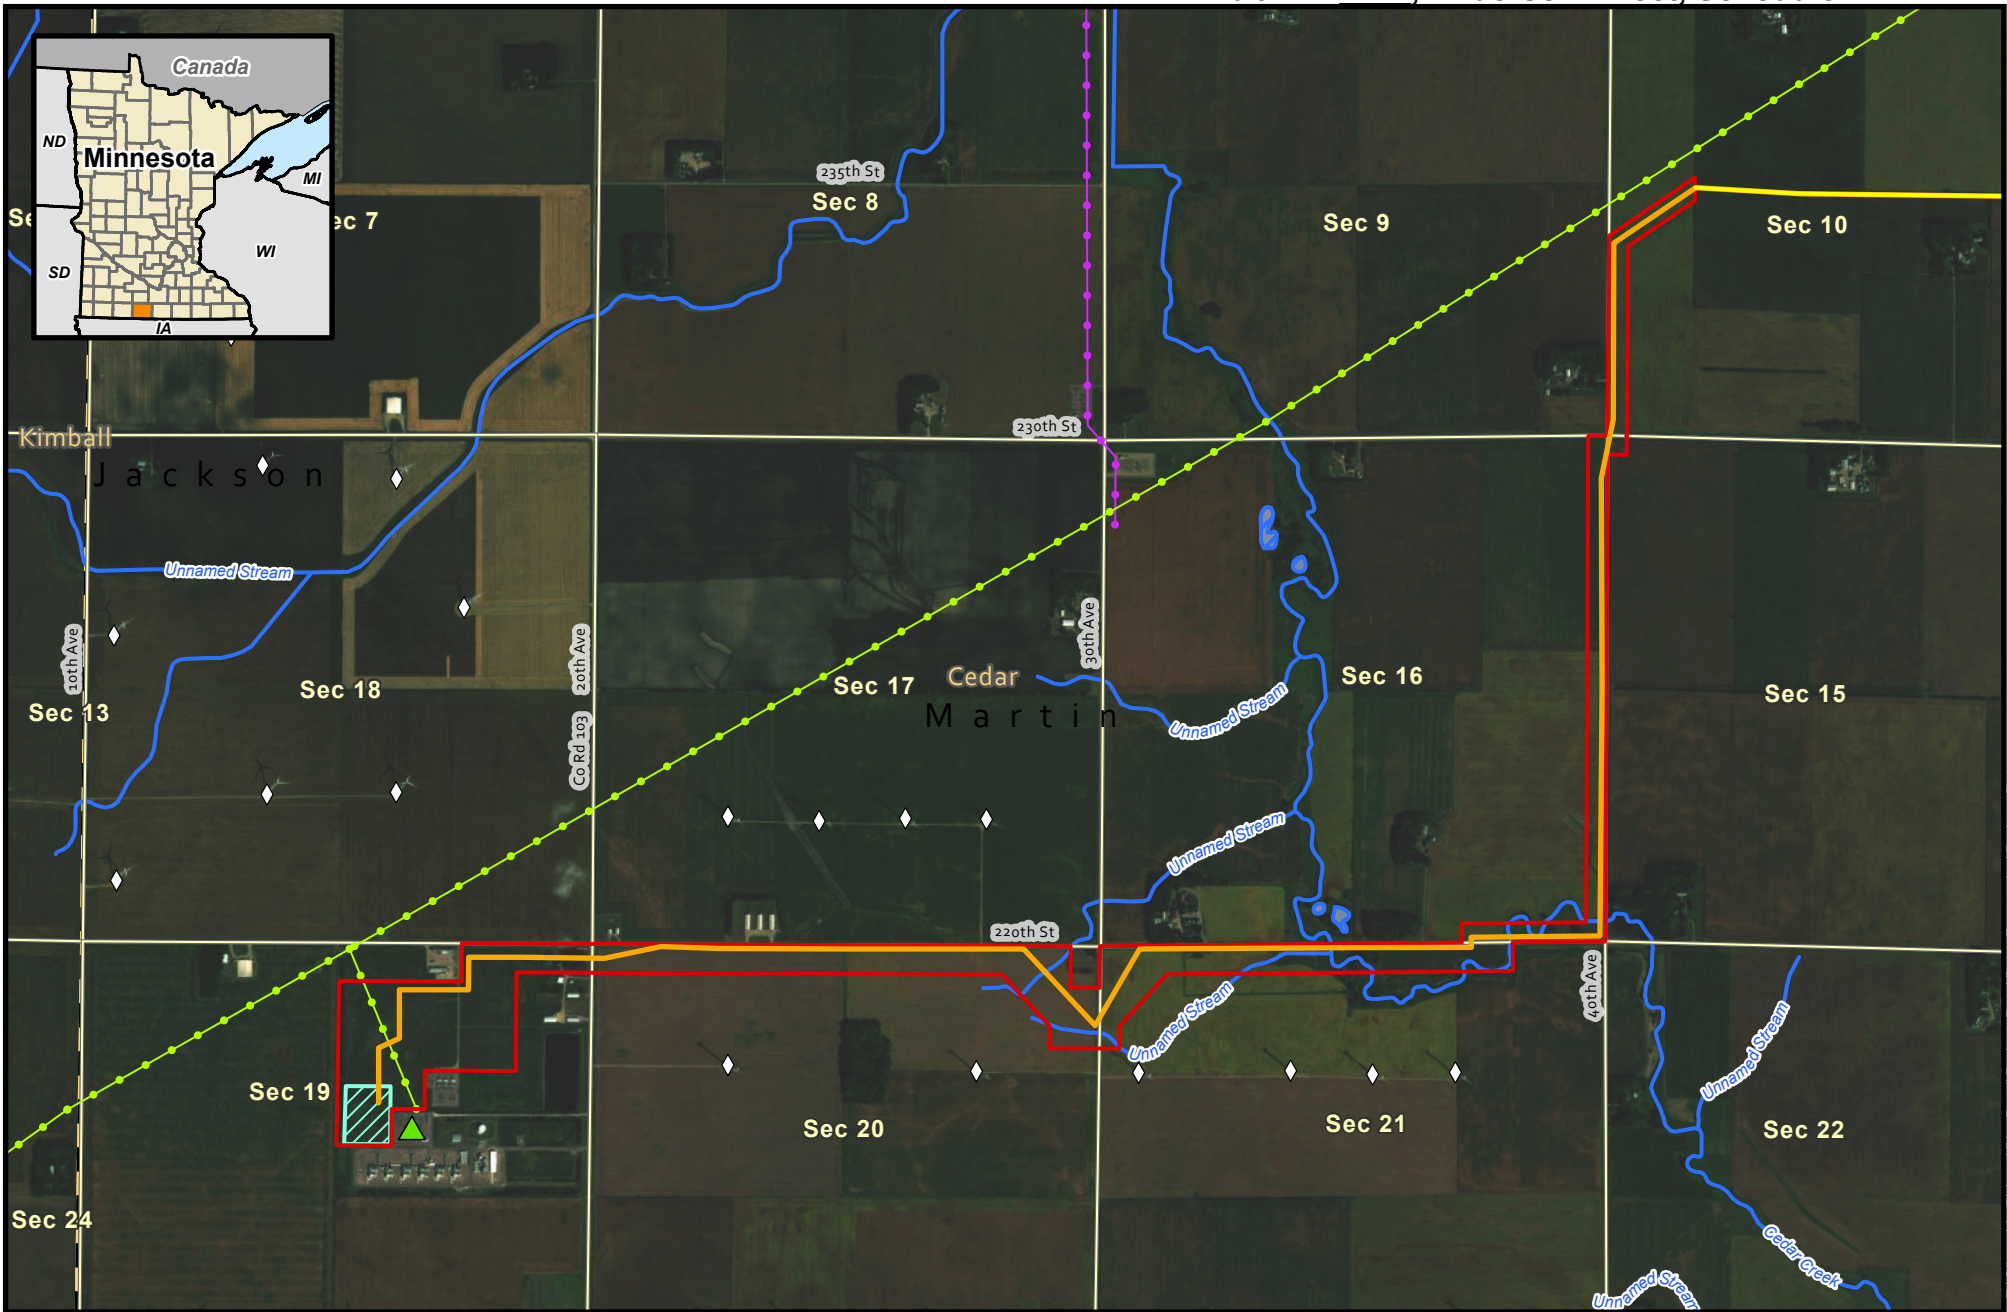 Canada
ND
Minnesota
MI
WI
SD
IA
235th St
Sec 8
Sec 9
Sec 10
230th St
Kimball
Jackson
Unnamed Stream
10th Ave
20th Ave
30th Ave
Sec 13
Sec 18
Sec 17
Cedar
Martin
Sec 16
Sec 15
Unnamed Stream
Co Rd 103
Unnamed Stream
220th St
40th Ave
Unnamed Stream
Unnamed Stream
Sec 19
Sec 20
Sec 21
Sec 22
Sec 24
Cedar Creek
Unnamed Stream